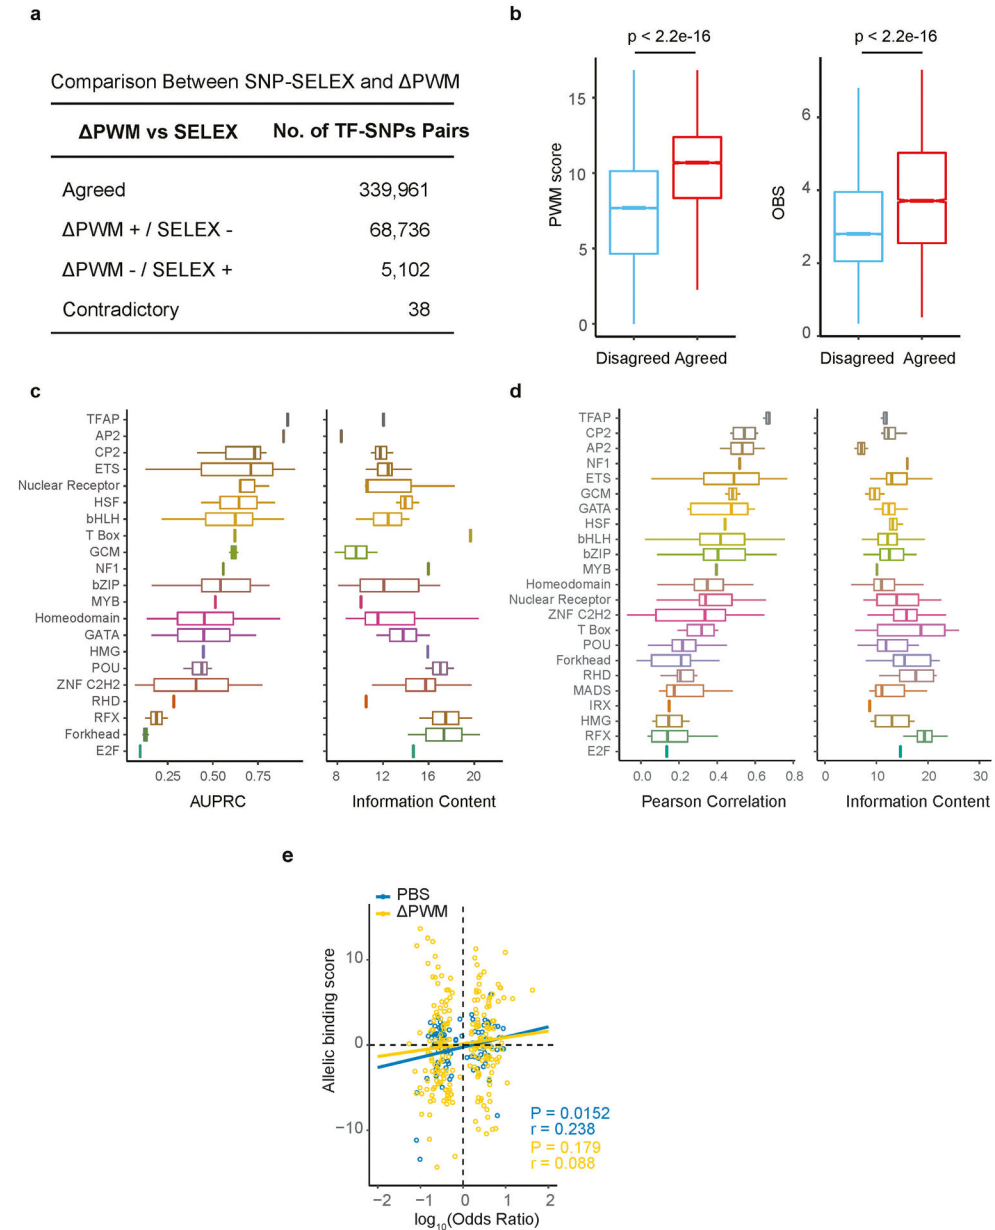 a
Comparison Between SNP-SELEX and ΔPWM
ΔPWM vs SELEX No. of TF-SNPs Pairs
Agreed 339,961
ΔPWM + / SELEX - 68,736
ΔPWM - / SELEX + 5,102
Contradictory 38
b
p < 2.2e-16
PWM score
15
10
5
0
Disagreed Agreed
p < 2.2e-16
OBS
6
4
2
0
Disagreed Agreed
c
TFAP
AP2
CP2
ETS
Nuclear Receptor
HSF
bHLH
T Box
GCM
NF1
bZIP
MYB
Homeodomain
GATA
HMG
POU
ZNF C2H2
RHD
RFX
Forkhead
E2F
0.25 0.50 0.75
AUPRC
8 12 16 20
Information Content
d
TFAP
CP2
AP2
NF1
ETS
GCM
GATA
HSF
bHLH
bZIP
MYB
Homeodomain
Nuclear Receptor
ZNF C2H2
T Box
POU
Forkhead
RHD
MADS
IRX
HMG
RFX
E2F
0.0 0.2 0.4 0.6 0.8
Pearson Correlation
0 10 20 30
Information Content
e
PBS
ΔPWM
Allelic binding score
10
0
−10
P = 0.0152
r = 0.238
P = 0.179
r = 0.088
−2 −1 0 1 2
log10(Odds Ratio)